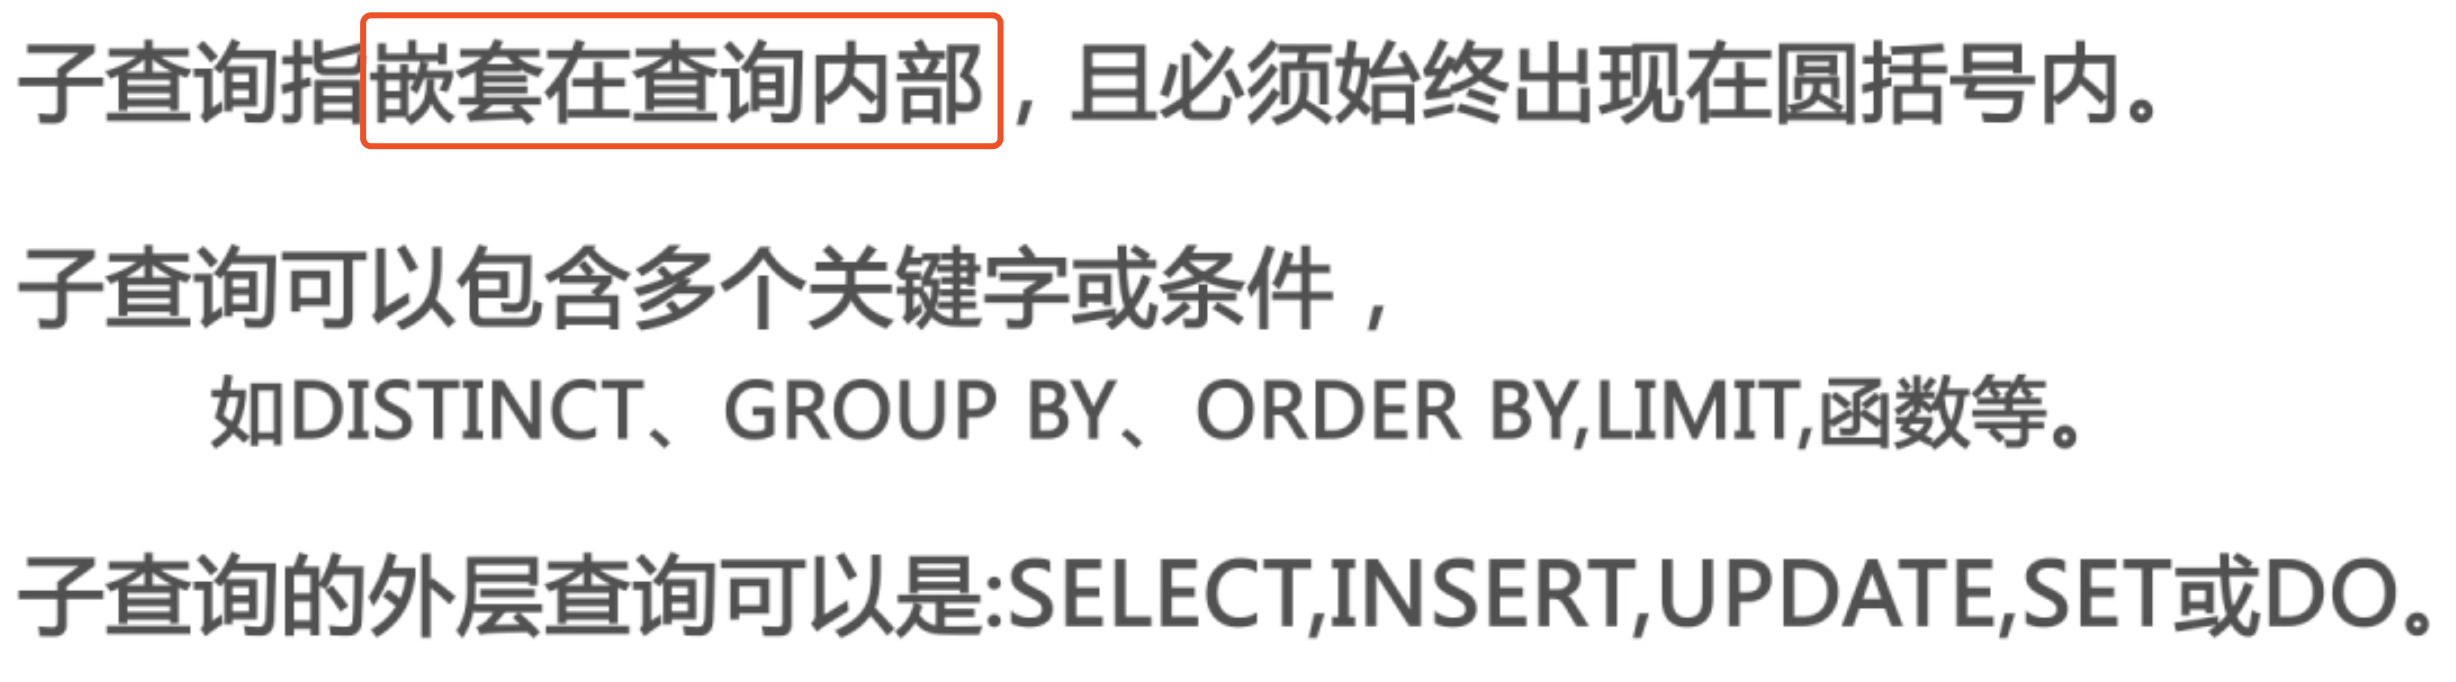 子查询指嵌套在查询内部，且必须始终出现在圆括号内。
子查询可以包含多个关键字或条件，
如DISTINCT、GROUP BY、ORDER BY,LIMIT,函数等。
子查询的外层查询可以是:SELECT,INSERT,UPDATE,SET或DO。